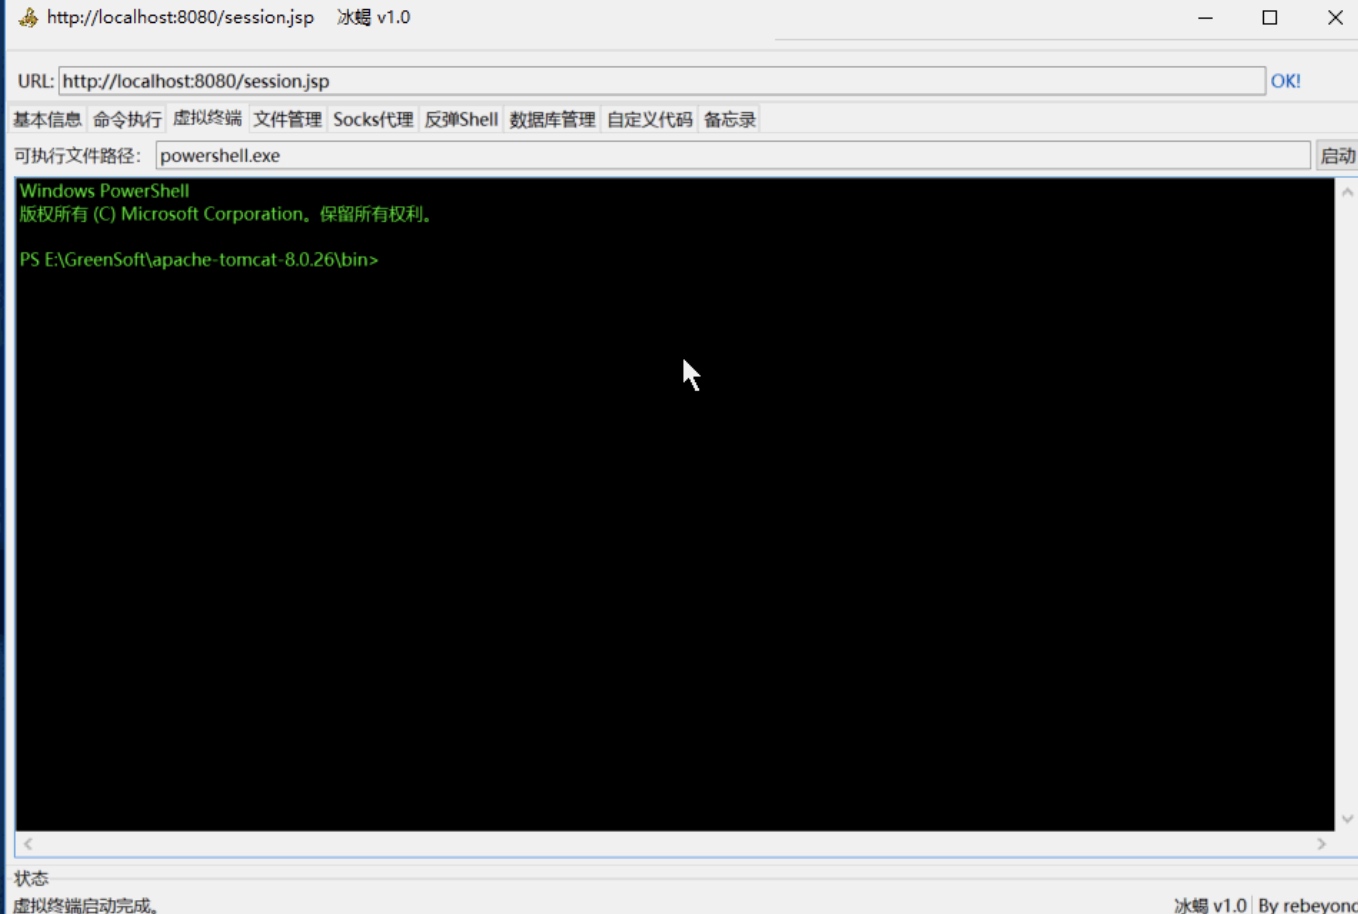 http://localhost:8080/session.jsp 冰蝎 v1.0
URL: http://localhost:8080/session.jsp OK!
基本信息 命令执行 虚拟终端 文件管理 Socks代理 反弹Shell 数据库管理 自定义代码 备忘录
可执行文件路径: powershell.exe 启动
Windows PowerShell
版权所有 (C) Microsoft Corporation。保留所有权利。
PS E:\GreenSoft\apache-tomcat-8.0.26\bin>
状态
虚拟终端启动完成。 冰蝎 v1.0 By rebeyond